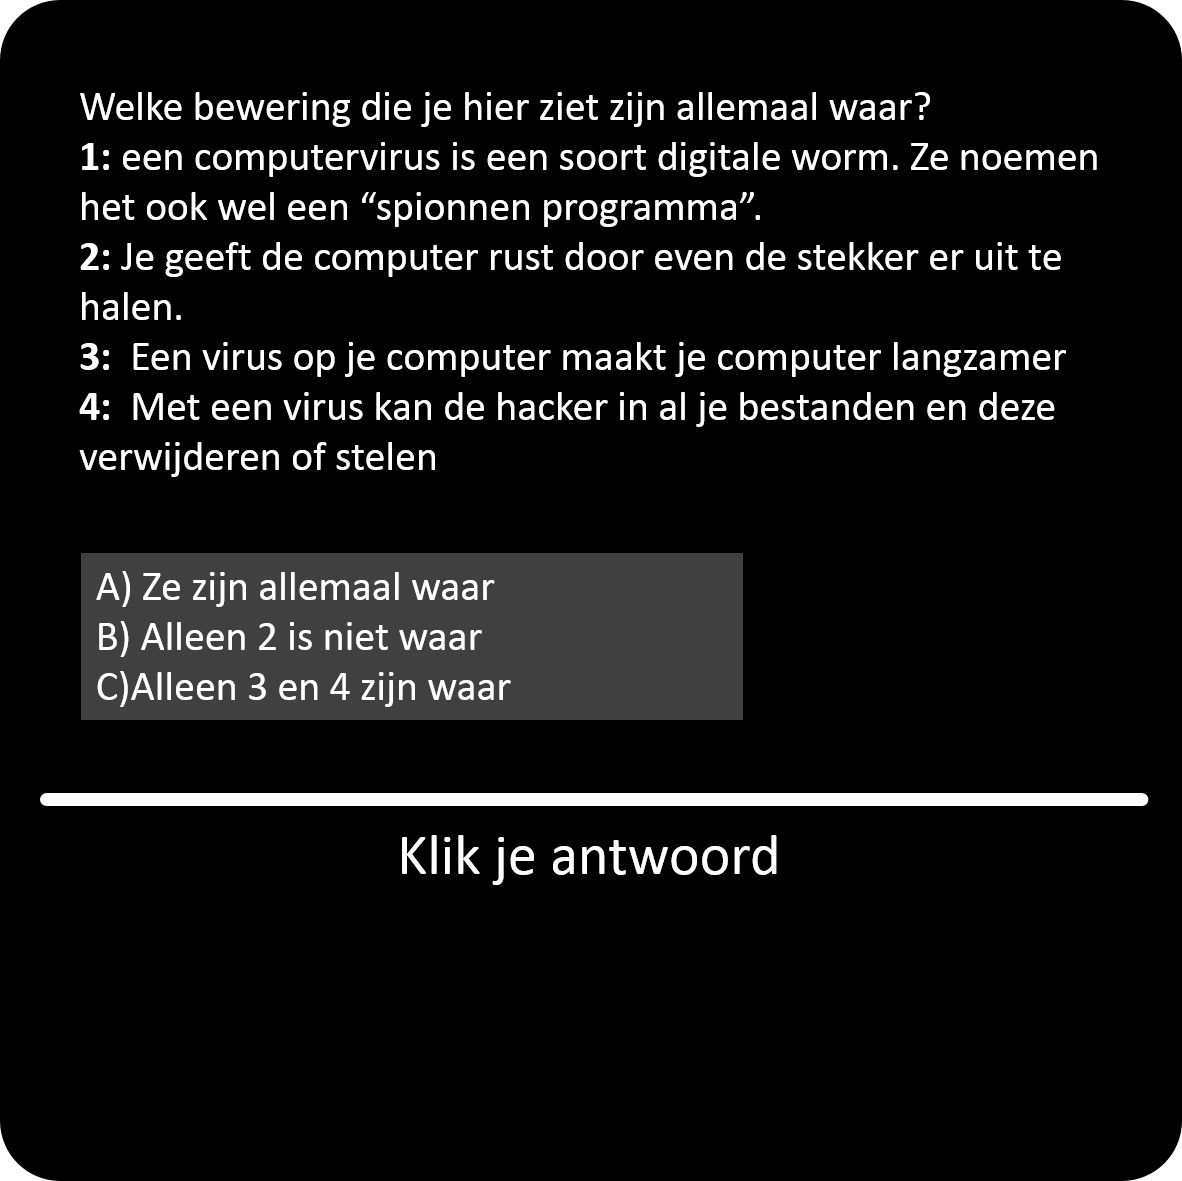 Welke bewering die je hier ziet zijn allemaal waar?
1: een computervirus is een soort digitale worm. Ze noemen
het ook wel een “spionnen programma”.
2: Je geeft de computer rust door even de stekker er uit te
halen.
3:  Een virus op je computer maakt je computer langzamer
4:  Met een virus kan de hacker in al je bestanden en deze
verwijderen of stelen
A) Ze zijn allemaal waar
B) Alleen 2 is niet waar
C)Alleen 3 en 4 zijn waar
Klik je antwoord